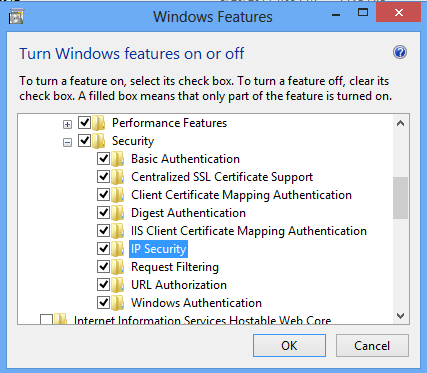 Windows Features
Turn Windows features on or off
To turn a feature on, select its check box. To turn a feature off, clear its
check box. A filled box means that only part of the feature is turned on.
Performance Features
Security
Basic Authentication
Centralized SSL Certificate Support
Client Certificate Mapping Authentication
Digest Authentication
IIS Client Certificate Mapping Authentication
IP Security
Request Filtering
URL Authorization
Windows Authentication
Internet Information Services Hostable Web Core
OK
Cancel